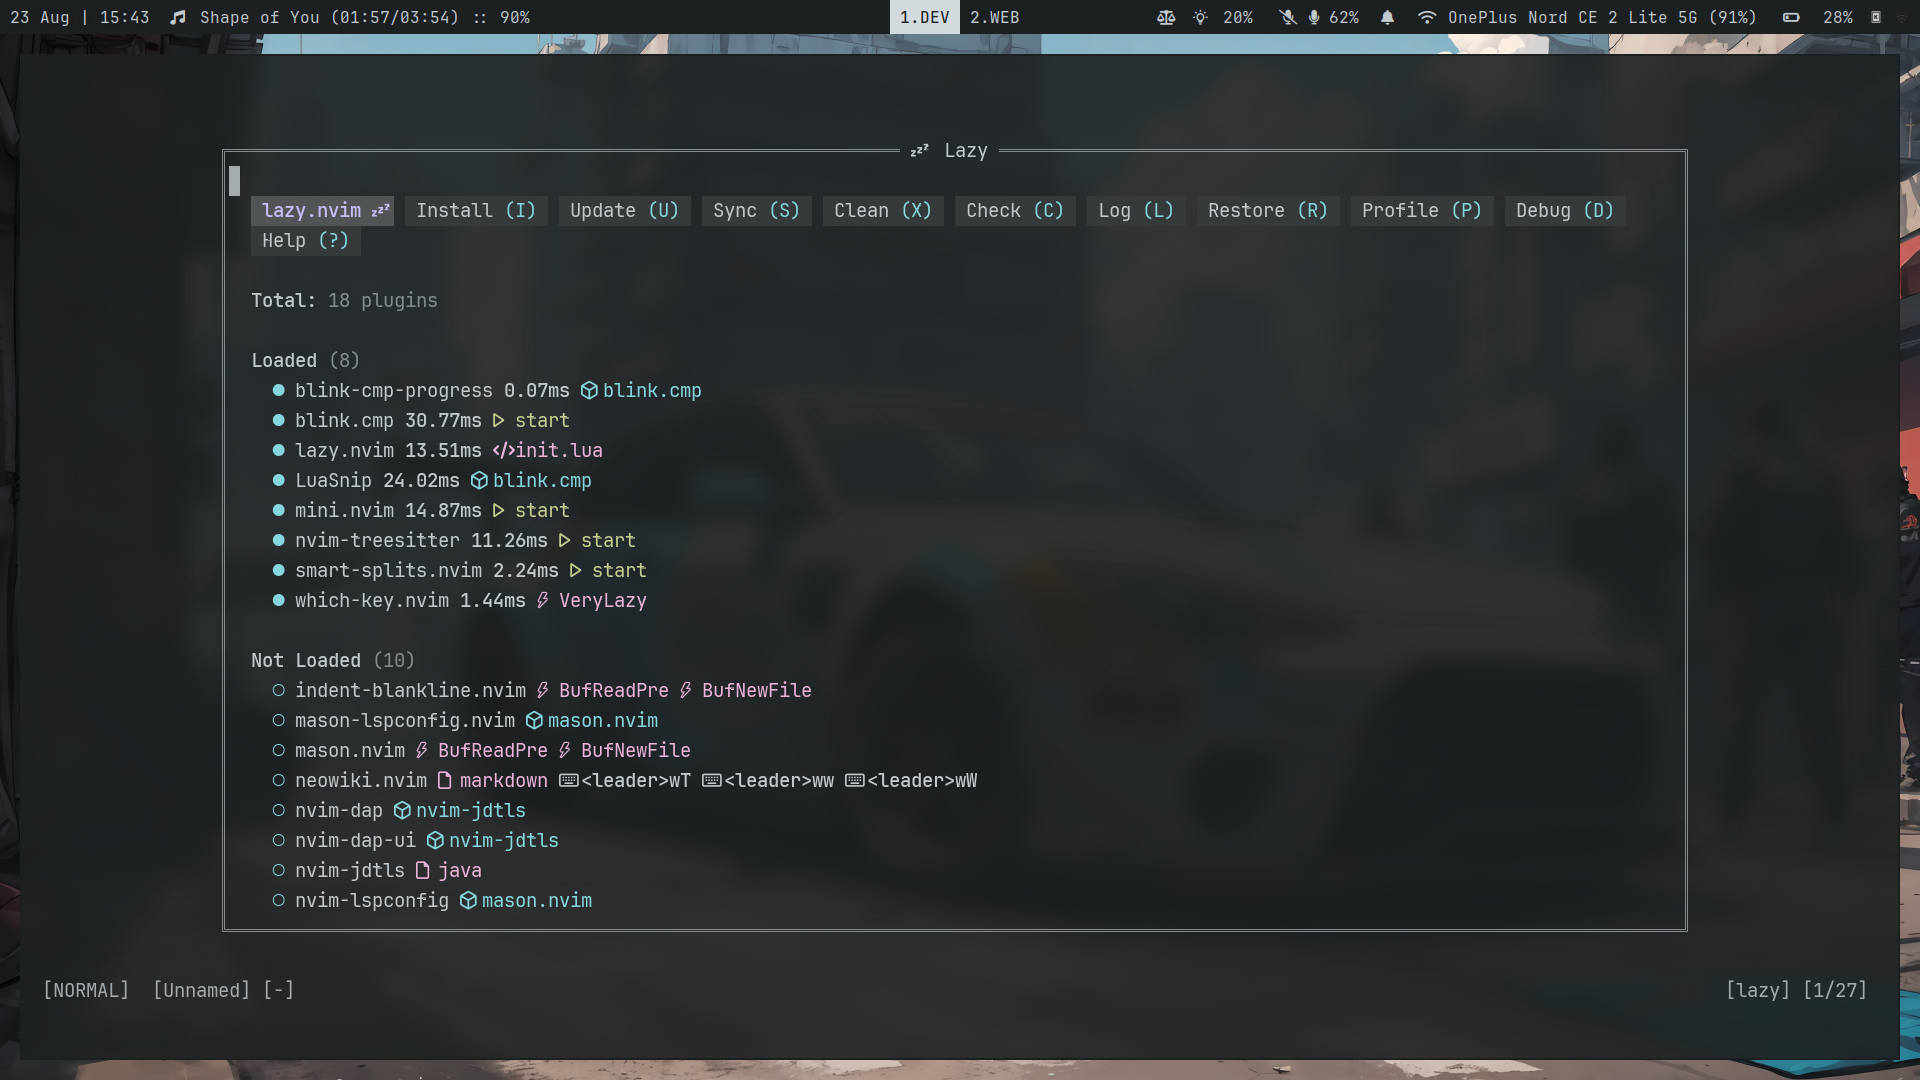 23 Aug | 15:43 Shape of You (01:57/03:54) :: 90% 1.DEV 2.WEB 20% 62% OnePlus Nord CE 2 Lite 5G (91%) 28%
zzz Lazy
lazy.nvim zzz Install (I) Update (U) Sync (S) Clean (X) Check (C) Log (L) Restore (R) Profile (P) Debug (D)
Help (?)
Total: 18 plugins
Loaded (8)
● blink-cmp-progress 0.07ms blink.cmp
● blink.cmp 30.77ms start
● lazy.nvim 13.51ms </>init.lua
● LuaSnip 24.02ms blink.cmp
● mini.nvim 14.87ms start
● nvim-treesitter 11.26ms start
● smart-splits.nvim 2.24ms start
● which-key.nvim 1.44ms VeryLazy
Not Loaded (10)
○ indent-blankline.nvim BufReadPre BufNewFile
○ mason-lspconfig.nvim mason.nvim
○ mason.nvim BufReadPre BufNewFile
○ neowiki.nvim markdown <leader>wT <leader>ww <leader>wW
○ nvim-dap nvim-jdtls
○ nvim-dap-ui nvim-jdtls
○ nvim-jdtls java
○ nvim-lspconfig mason.nvim
[NORMAL] [Unnamed] [-] [lazy] [1/27]